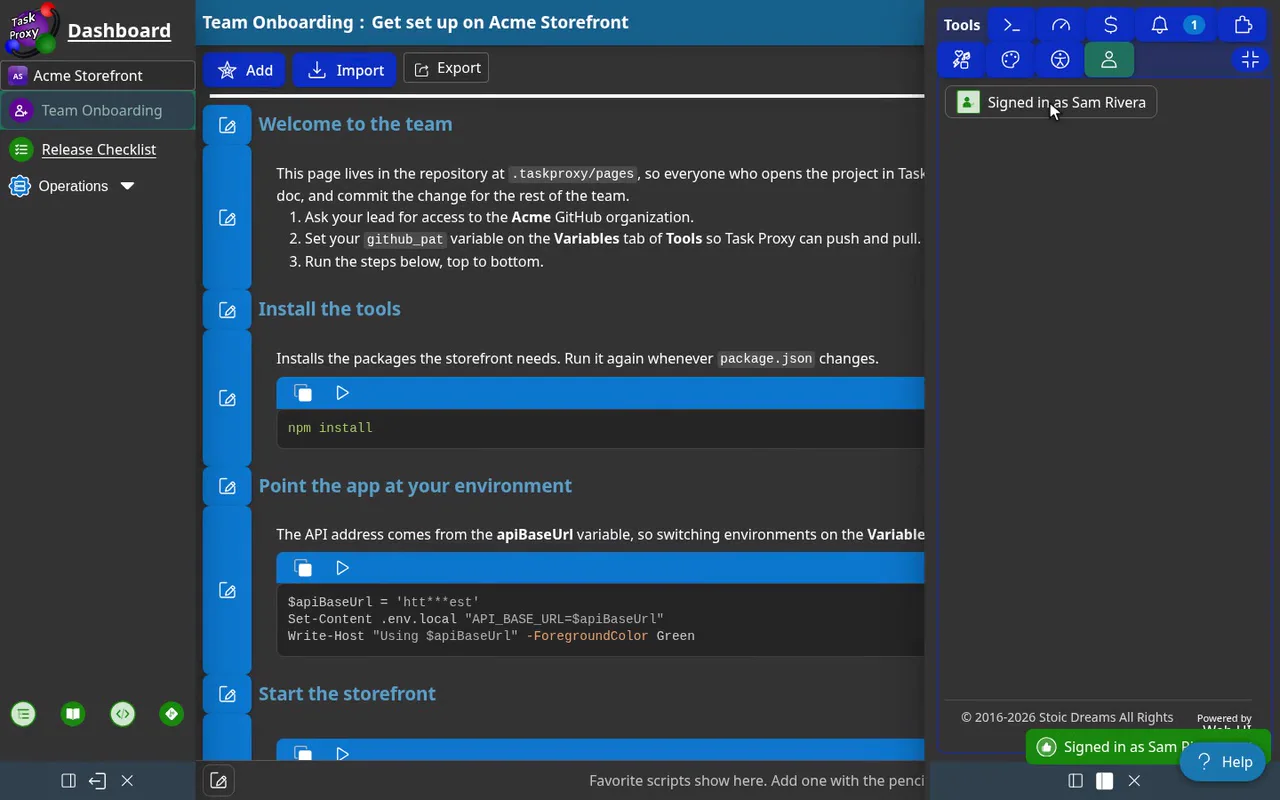 Task Proxy
Dashboard
AS Acme Storefront
Team Onboarding
Release Checklist
Operations
Team Onboarding : Get set up on Acme Storefront
Add
Import
Export
Welcome to the team
This page lives in the repository at .taskproxy/pages, so everyone who opens the project in Task
doc, and commit the change for the rest of the team.
1. Ask your lead for access to the Acme GitHub organization.
2. Set your github_pat variable on the Variables tab of Tools so Task Proxy can push and pull.
3. Run the steps below, top to bottom.
Install the tools
Installs the packages the storefront needs. Run it again whenever package.json changes.
npm install
Point the app at your environment
The API address comes from the apiBaseUrl variable, so switching environments on the Variable
$apiBaseUrl = 'htt***est'
Set-Content .env.local "API_BASE_URL=$apiBaseUrl"
Write-Host "Using $apiBaseUrl" -ForegroundColor Green
Start the storefront
Favorite scripts show here. Add one with the penci
Tools
1
Signed in as Sam Rivera
© 2016-2026 Stoic Dreams All Rights
Powered by
Signed in as Sam
Help